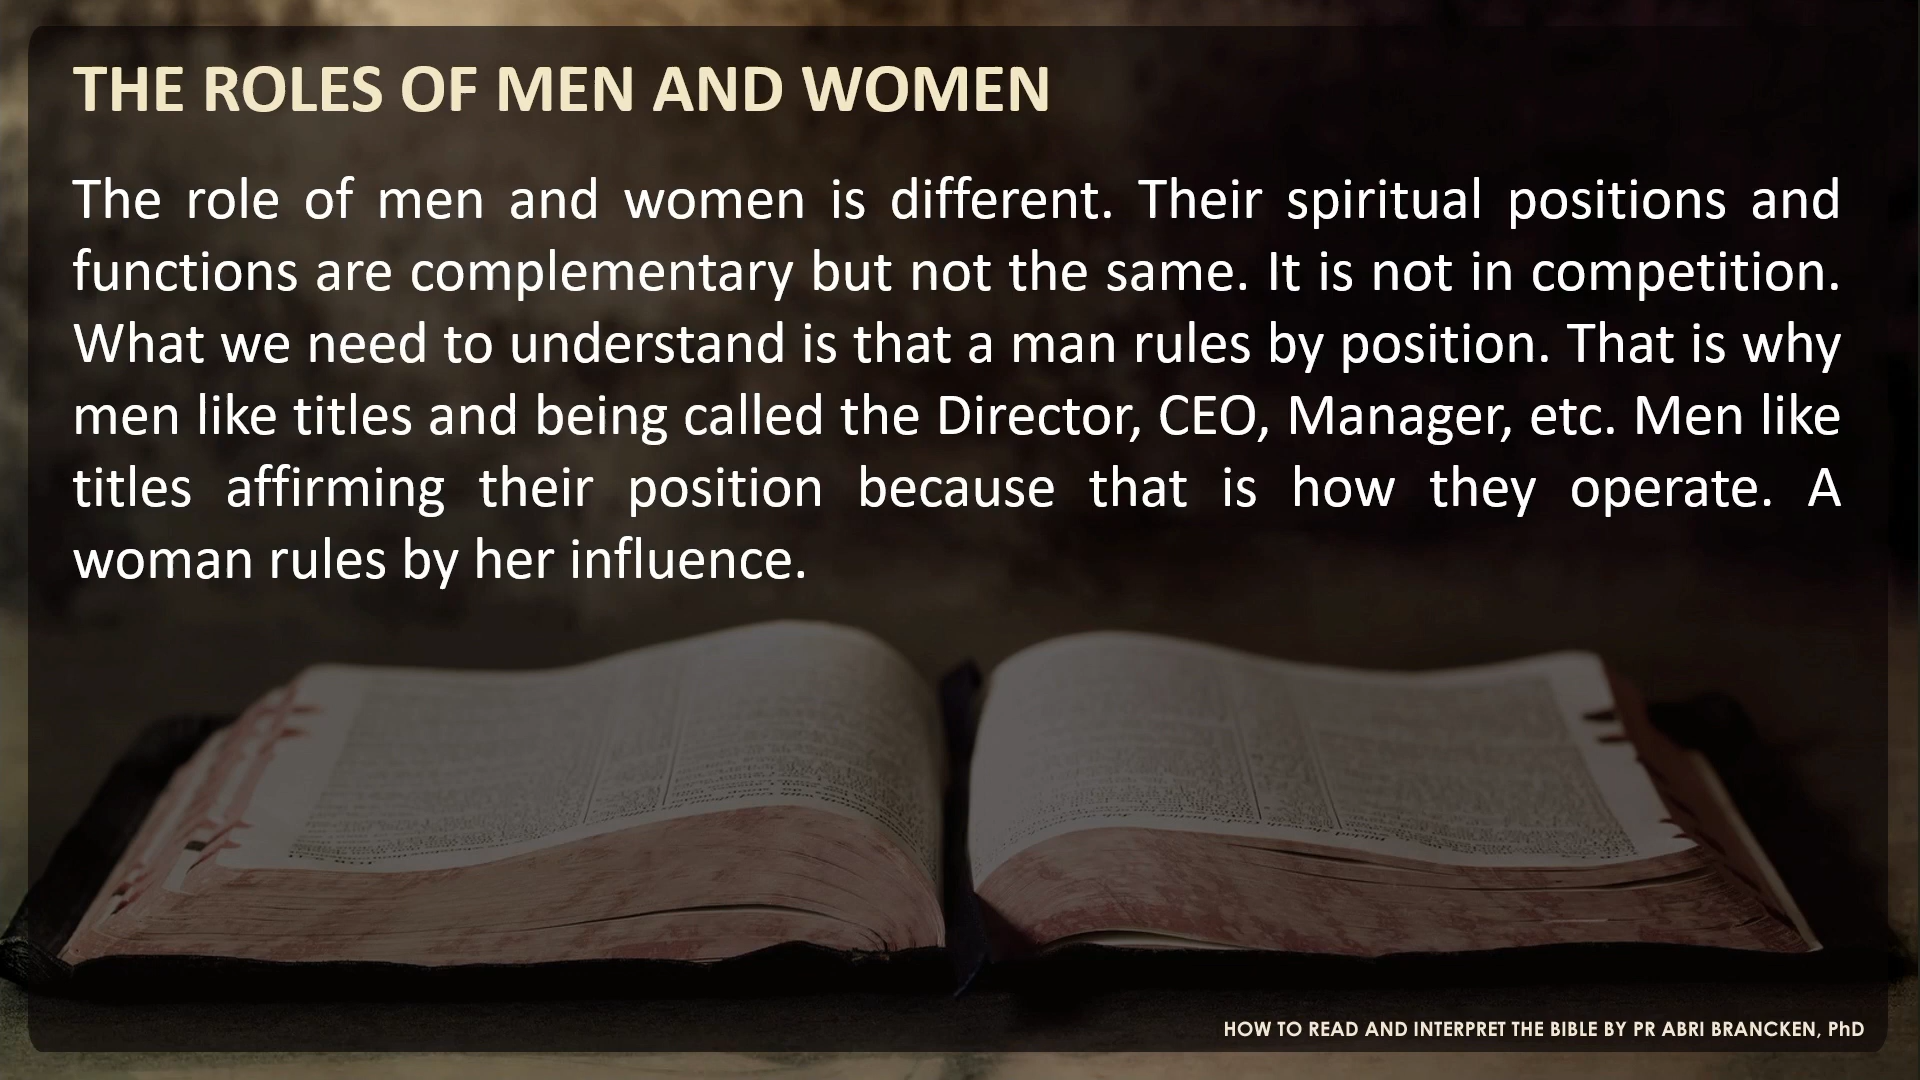 THE ROLES OF MEN AND WOMEN
The role of men and women is different. Their spiritual positions and
functions are complementary but not the same. It is not in competition.
What we need to understand is that a man rules by position. That is why
men like titles and being called the Director, CEO, Manager, etc. Men like
titles affirming their position because that is how they operate. A
woman rules by her influence.
HOW TO READ AND INTERPRET THE BIBLE BY PR ABRI BRANCKEN, PhD